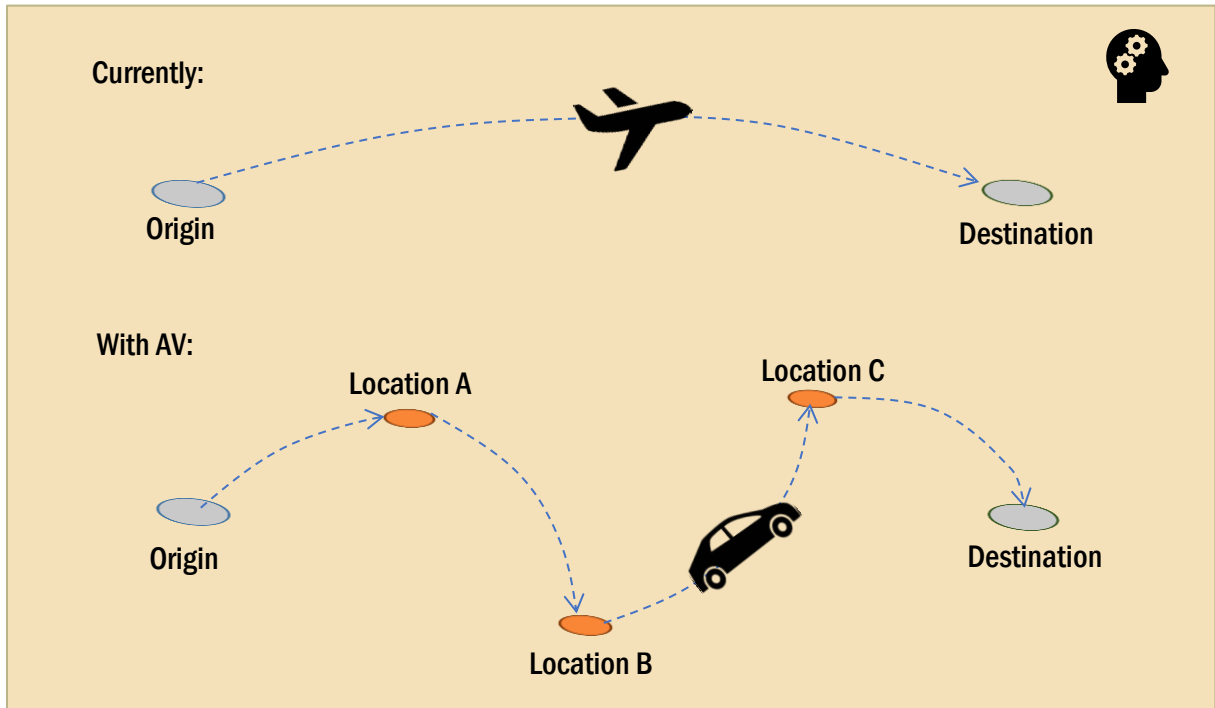 Currently:
Origin
Destination
With AV:
Location A
Location C
Origin
Destination
Location B